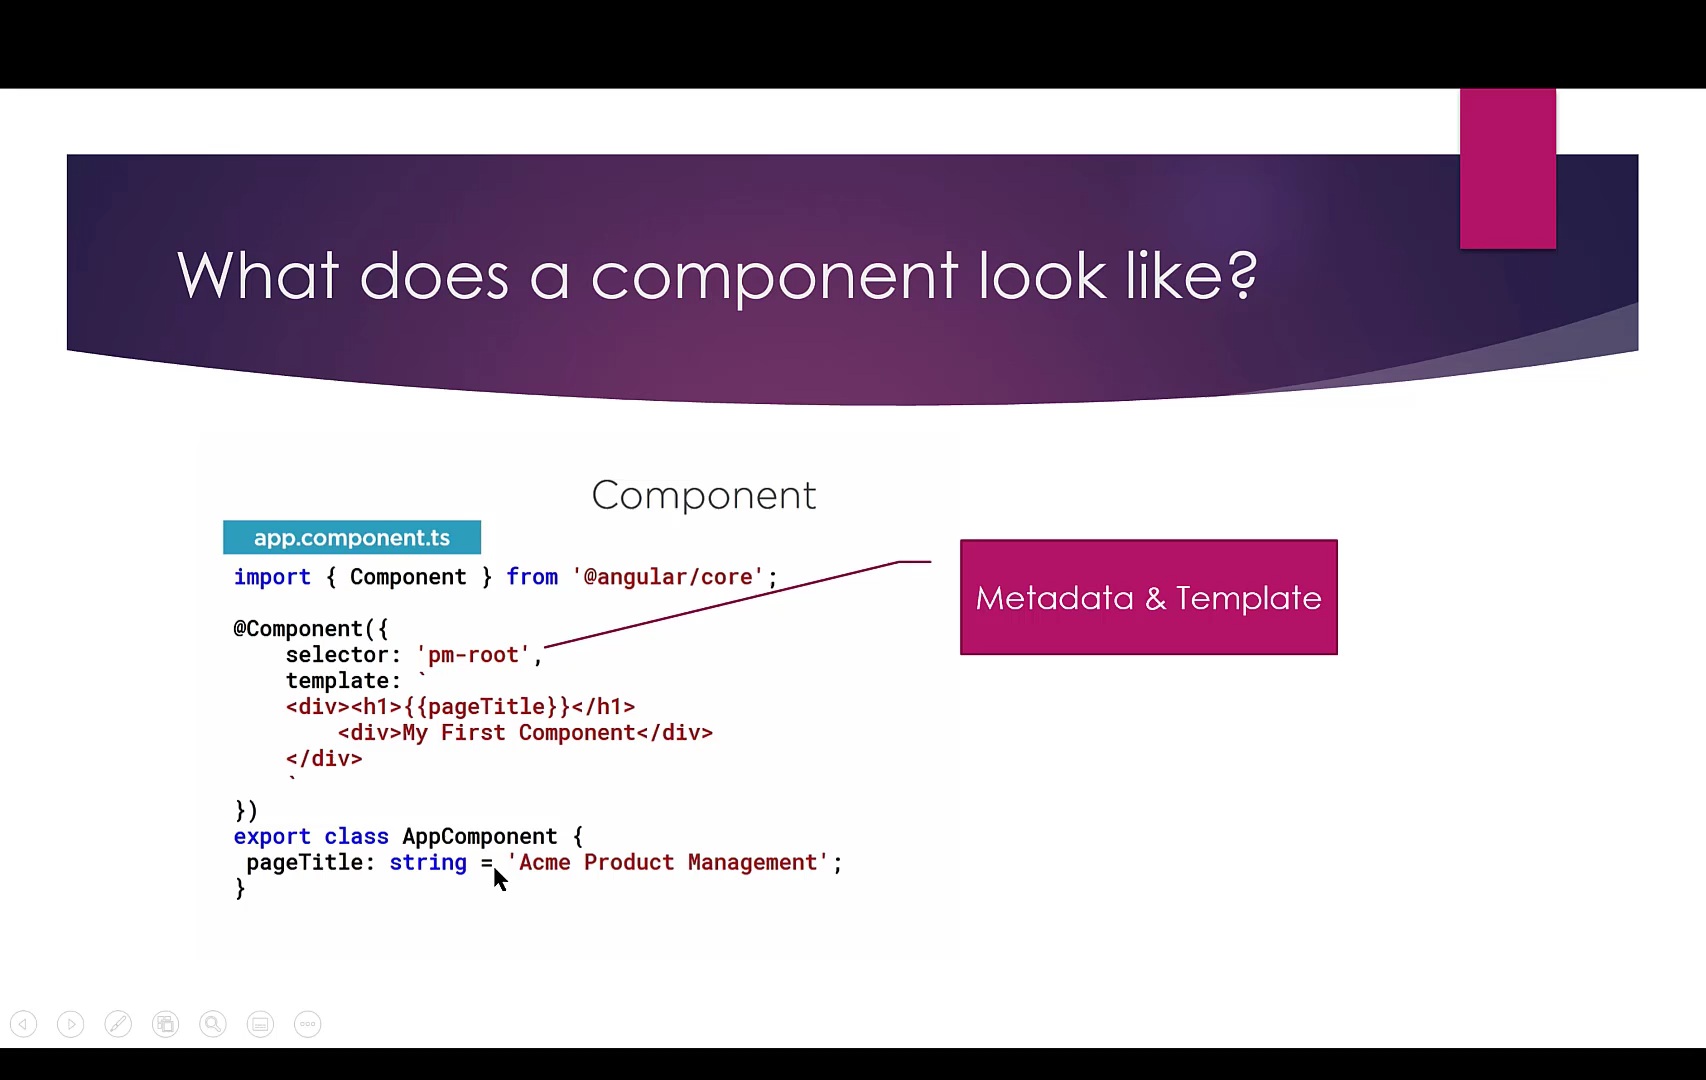 What does a component look like?
Component
app.component.ts
import { Component } from '@angular/core';
@Component({
    selector: 'pm-root',
    template: `
    <div><h1>{{pageTitle}}</h1>
        <div>My First Component</div>
    </div>
    `
})
export class AppComponent {
 pageTitle: string = 'Acme Product Management';
}
Metadata & Template